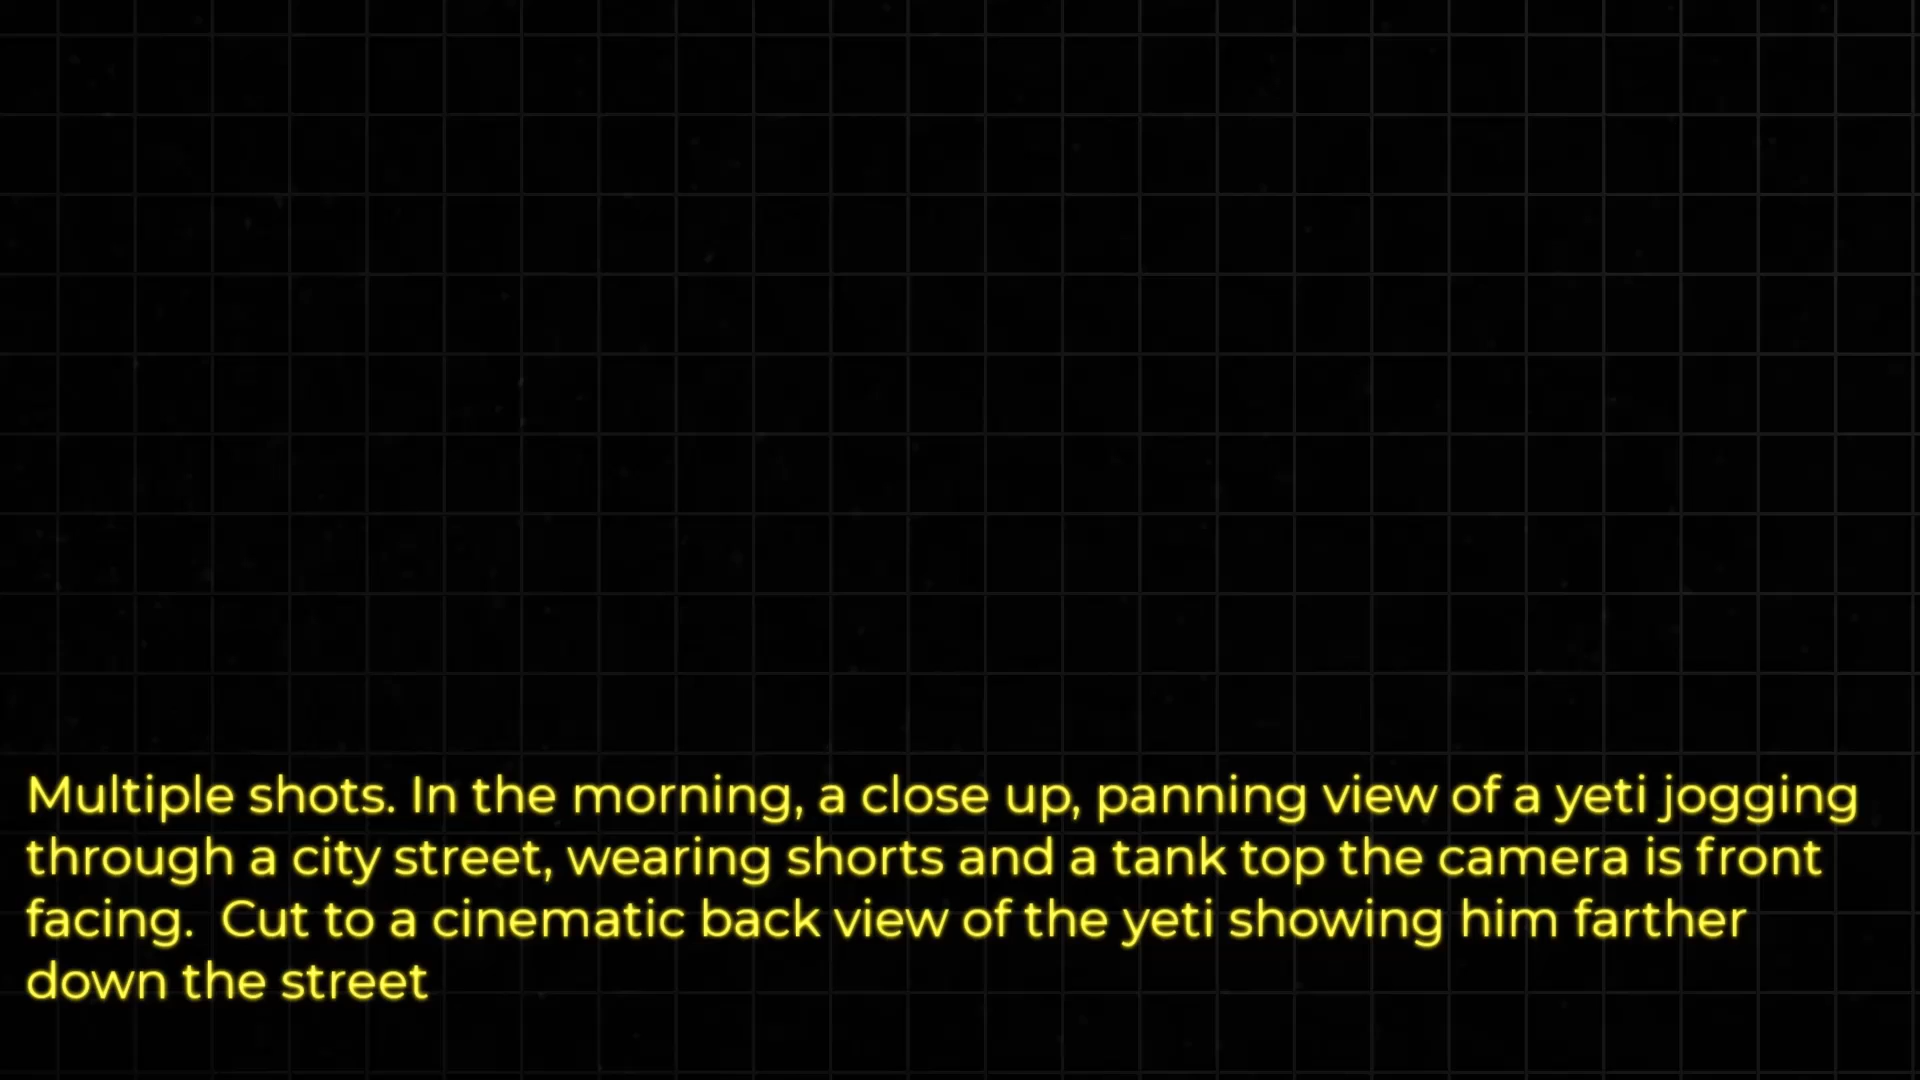 Multiple shots. In the morning, a close up, panning view of a yeti jogging
through a city street, wearing shorts and a tank top the camera is front
facing.  Cut to a cinematic back view of the yeti showing him farther
down the street